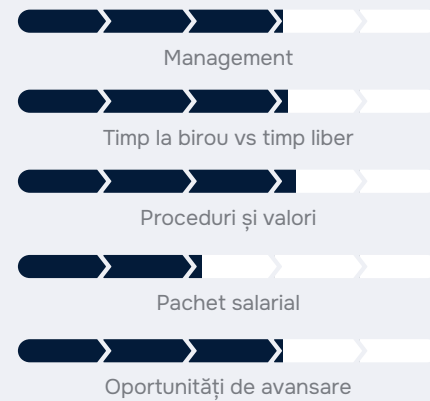 Management
Timp la birou vs timp liber
Proceduri și valori
Pachet salarial
Oportunități de avansare